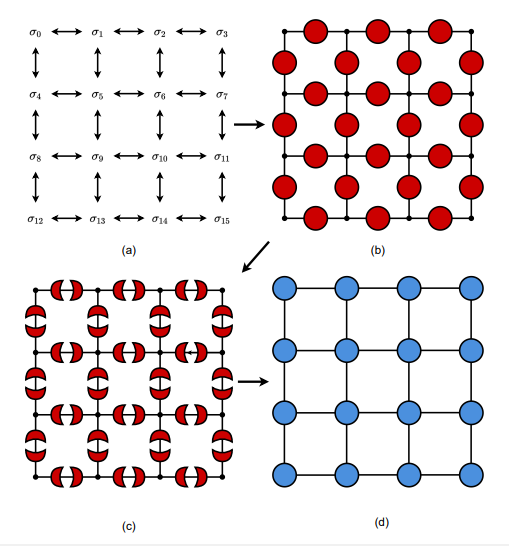 σ₀ σ₁ σ₂ σ₃
σ₄ σ₅ σ₆ σ₇
σ₈ σ₉ σ₁₀ σ₁₁
σ₁₂ σ₁₃ σ₁₄ σ₁₅
(a) (b)
(c) (d)